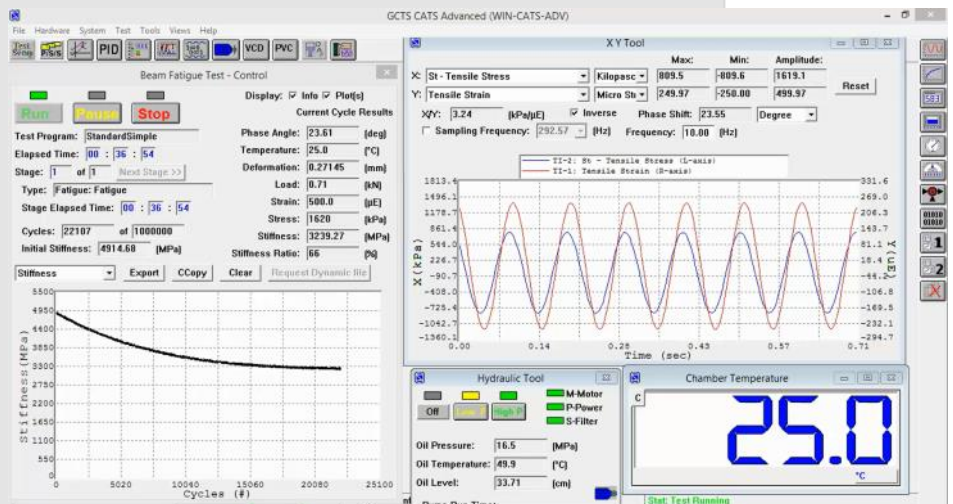 GCTS CATS Advanced (WIN-CATS-ADV)
File Hardware System Test Tools Views Help
PID VCD PVC
Beam Fatigue Test - Control
Display: Info Plot(s)
Run Pause Stop
Current Cycle Results
Test Program: StandardSimple
Elapsed Time: 00 : 36 : 54
Stage: 1 of 1 Next Stage >>
Type: Fatigue: Fatigue
Stage Elapsed Time: 00 : 36 : 54
Cycles: 22107 of 1000000
Initial Stiffness: 4914.68 (MPa)
Phase Angle: 23.61 (deg)
Temperature: 25.0 (°C)
Deformation: 0.27145 (mm)
Load: 0.71 (kN)
Strain: 500.0 (µE)
Stress: 1620 (kPa)
Stiffness: 3239.27 (MPa)
Stiffness Ratio: 66 (%)
Stiffness Export CCopy Clear Request Dynamic file
5500
4950
4400
3850
3300
2750
2200
1650
1100
550
0
Stiffness(MPa)
0 5020 10040 15060 20080 25100
Cycles (#)
X Y Tool
Max: Min: Amplitude:
X: St - Tensile Stress Kilopasc 809.5 -809.6 1619.1
Y: Tensile Strain Micro Str 249.97 -250.00 499.97
Reset
X/Y: 3.24 (kPa/µE) Inverse Phase Shift: 23.55 Degree
Sampling Frequency: 292.57 (Hz) Frequency: 10.00 (Hz)
TI-2: St - Tensile Stress (L-axis)
TI-1: Tensile Strain (R-axis)
1813.4
1496.1
1178.7
861.4
544.0
226.7
-90.7
-408.0
-725.4
-1042.7
-1360.1
X(kPa)
331.6
269.0
206.3
143.7
81.1
18.4
-44.2
-106.8
-169.5
-232.1
-294.7
Y(uE)
0.00 0.14 0.28 0.43 0.57 0.71
Time (sec)
Hydraulic Tool
Off Low P High P
M-Motor
P-Power
S-Filter
Oil Pressure: 16.5 (MPa)
Oil Temperature: 49.9 (°C)
Oil Level: 33.71 (cm)
Chamber Temperature
C
25.0
°C
Stat: Test Running
1
2